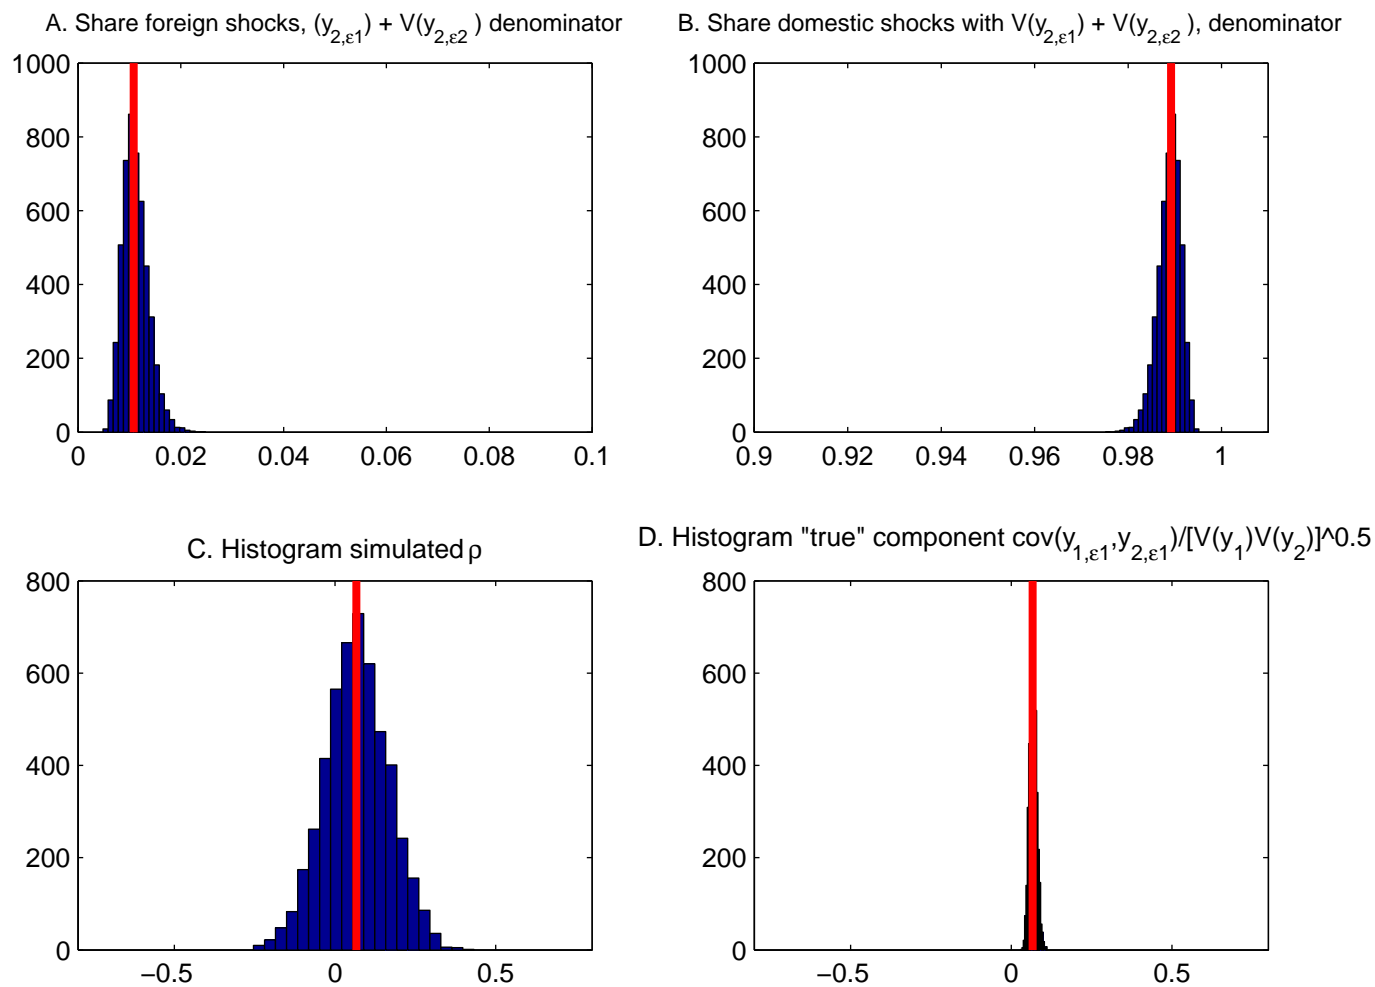 A. Share foreign shocks, (y2,ε1) + V(y2,ε2 ) denominator
1000
800
600
400
200
0
0 0.02 0.04 0.06 0.08 0.1
B. Share domestic shocks with V(y2,ε1) + V(y2,ε2 ), denominator
1000
800
600
400
200
0
0.9 0.92 0.94 0.96 0.98 1
C. Histogram simulated ρ
800
600
400
200
0
−0.5 0 0.5
D. Histogram "true" component cov(y1,ε1,y2,ε1)/[V(y1)V(y2)]^0.5
800
600
400
200
0
−0.5 0 0.5